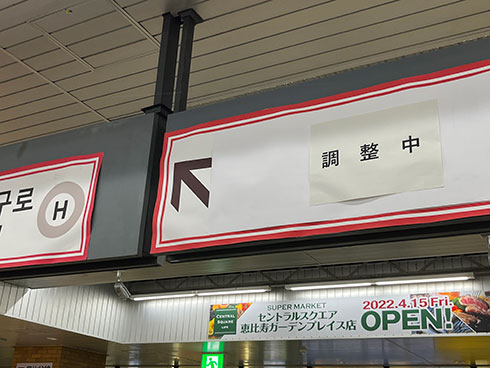 구로
H
調整中
CENTRAL SQUARE
LIFE
SUPER MARKET
セントラルスクエア
恵比寿ガーデンプレイス店
2022.4.15 Fri.
OPEN!